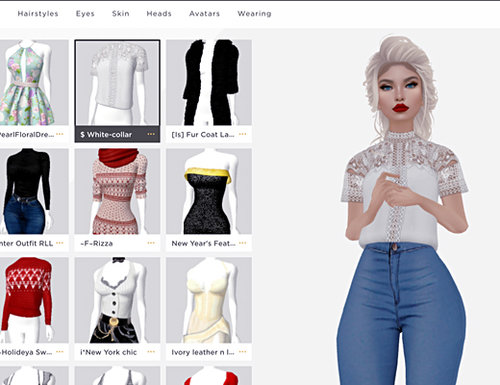 Hairstyles Eyes Skin Heads Avatars Wearing
PearlFloralDre... ...
$ White-collar ...
[Is] Fur Coat La... ...
nter Outfit RLL ...
~F~Rizza ...
New Year's Feat... ...
-Holideya Sw... ...
i*New York chic ...
Ivory leather n l... ...